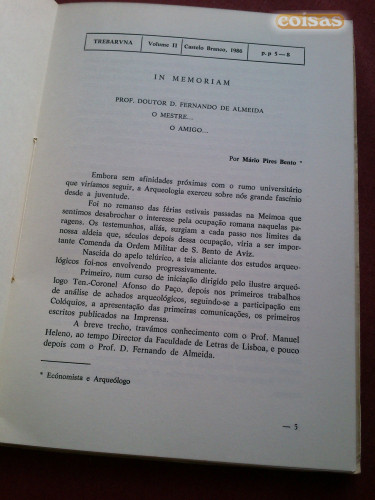 coisas
TREBARVNA Volume II Castelo Branco, 1980 p.p 5—8
IN MEMORIAM
PROF. DOUTOR D. FERNANDO DE ALMEIDA
O MESTRE...
O AMIGO...
Por Mário Pires Bento *
Embora sem afinidades próximas com o rumo universitário
que viríamos seguir, a Arqueologia exerceu sobre nós grande fascínio
desde a juventude.
Foi no remanso das férias estivais passadas na Meimoa que
sentimos desabrochar o interesse pela ocupação romana naquelas pa-
ragens. Os testemunhos, aliás, surgiam a cada passo nos limites da
nossa aldeia que, séculos depois dessa ocupação, viria a ser impor-
tante Comenda da Ordem Militar de S. Bento de Aviz.
Nascida do apelo telúrico, a teia aliciante dos estudos arqueo-
lógicos foi-nos envolvendo progressivamente.
Primeiro, num curso de iniciação dirigido pelo ilustre arqueó-
logo Ten.-Coronel Afonso do Paço, depois nos primeiros trabalhos
de análise de achados arqueológicos, seguindo-se a participação em
Colóquios, a apresentação das primeiras comunicações, os primeiros
escritos publicados na Imprensa.
A breve trecho, travámos conhecimento com o Prof. Manuel
Heleno, ao tempo Director da Faculdade de Letras de Lisboa, e pouco
depois com o Prof. D. Fernando de Almeida.
* Ecónomista e Arqueólogo
— 5